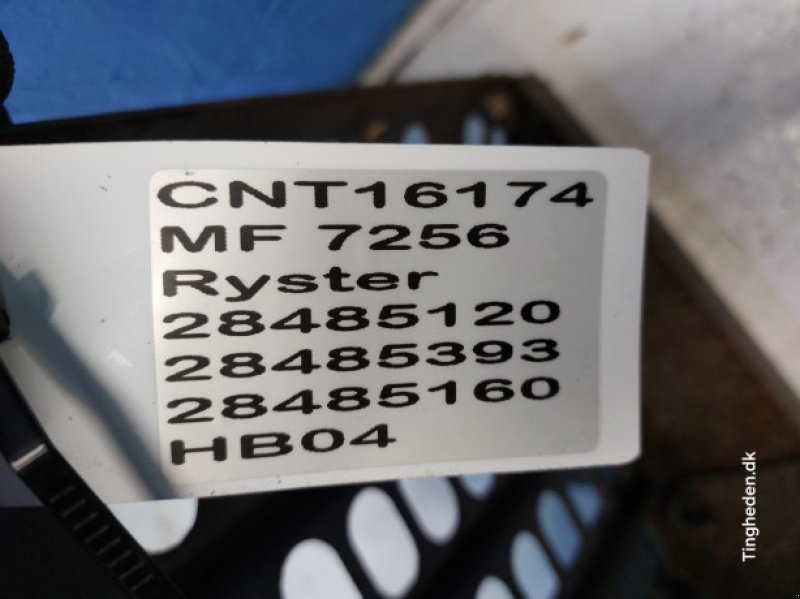 CNT16174
MF 7256
Ryster
28485120
28485393
28485160
HB04
Tingheden.dk